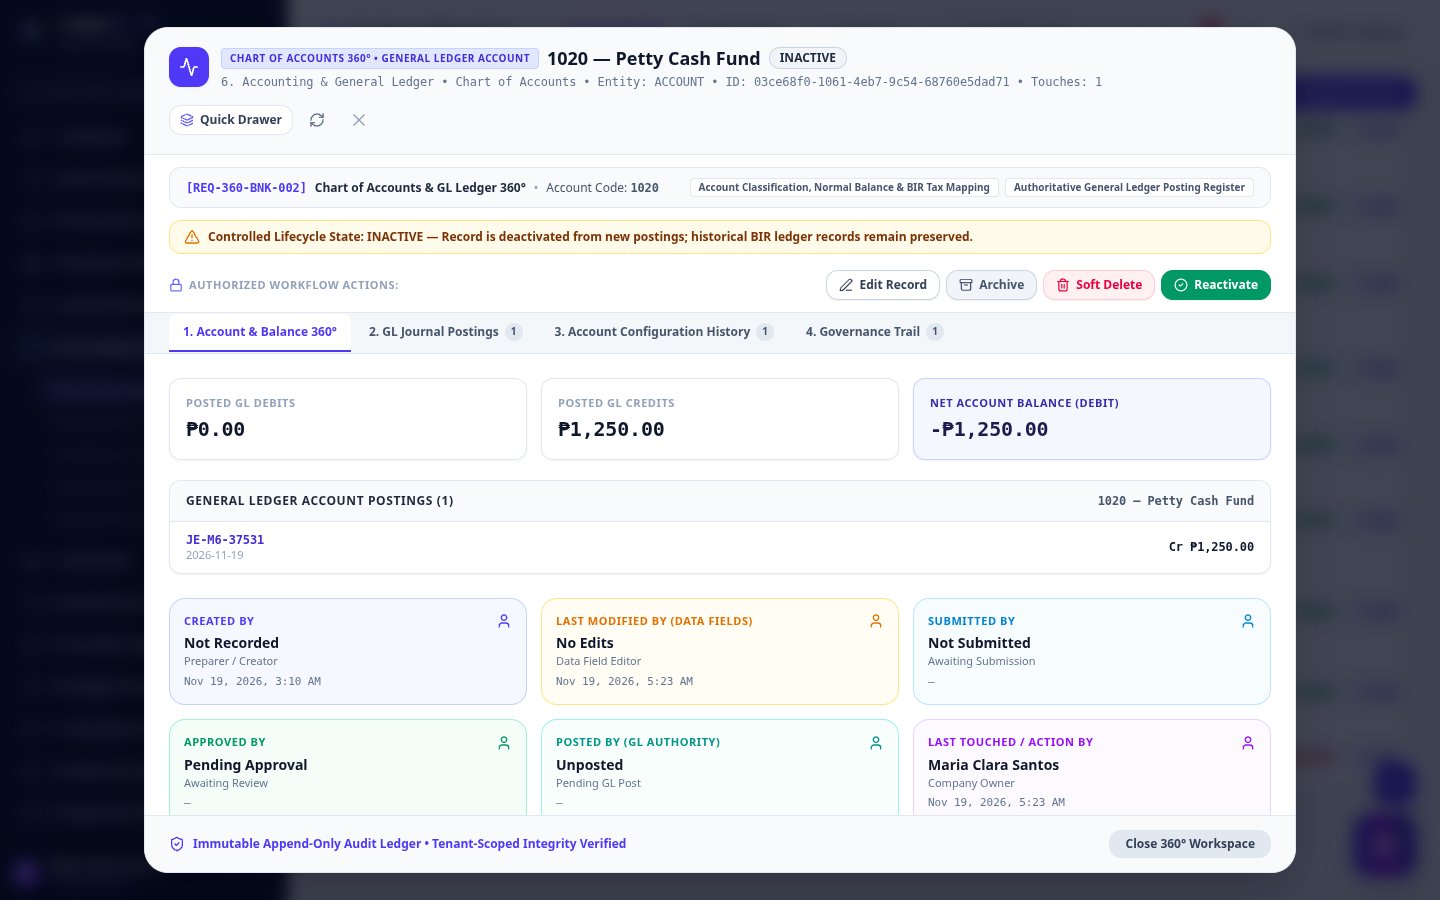 CHART OF ACCOUNTS 360° • GENERAL LEDGER ACCOUNT 1020 — Petty Cash Fund INACTIVE
6. Accounting & General Ledger • Chart of Accounts • Entity: ACCOUNT • ID: 03ce68f0-1061-4eb7-9c54-68760e5dad71 • Touches: 1
Quick Drawer
[REQ-360-BNK-002] Chart of Accounts & GL Ledger 360° • Account Code: 1020 Account Classification, Normal Balance & BIR Tax Mapping Authoritative General Ledger Posting Register
Controlled Lifecycle State: INACTIVE — Record is deactivated from new postings; historical BIR ledger records remain preserved.
AUTHORIZED WORKFLOW ACTIONS: Edit Record Archive Soft Delete Reactivate
1. Account & Balance 360° 2. GL Journal Postings 1 3. Account Configuration History 1 4. Governance Trail 1
POSTED GL DEBITS POSTED GL CREDITS NET ACCOUNT BALANCE (DEBIT)
₱0.00 ₱1,250.00 -₱1,250.00
GENERAL LEDGER ACCOUNT POSTINGS (1) 1020 — Petty Cash Fund
JE-M6-37531
2026-11-19
Cr ₱1,250.00
CREATED BY LAST MODIFIED BY (DATA FIELDS) SUBMITTED BY
Not Recorded No Edits Not Submitted
Preparer / Creator Data Field Editor Awaiting Submission
Nov 19, 2026, 3:10 AM Nov 19, 2026, 5:23 AM —
APPROVED BY POSTED BY (GL AUTHORITY) LAST TOUCHED / ACTION BY
Pending Approval Unposted Maria Clara Santos
Awaiting Review Pending GL Post Company Owner
— — Nov 19, 2026, 5:23 AM
Immutable Append-Only Audit Ledger • Tenant-Scoped Integrity Verified Close 360° Workspace